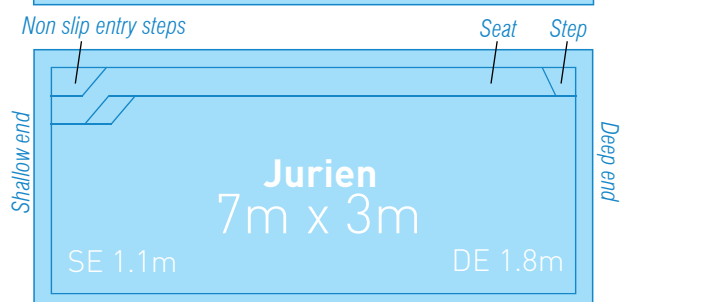 Non slip entry steps
Seat
Step
Shallow end
Deep end
Jurien
7m x 3m
SE 1.1m
DE 1.8m